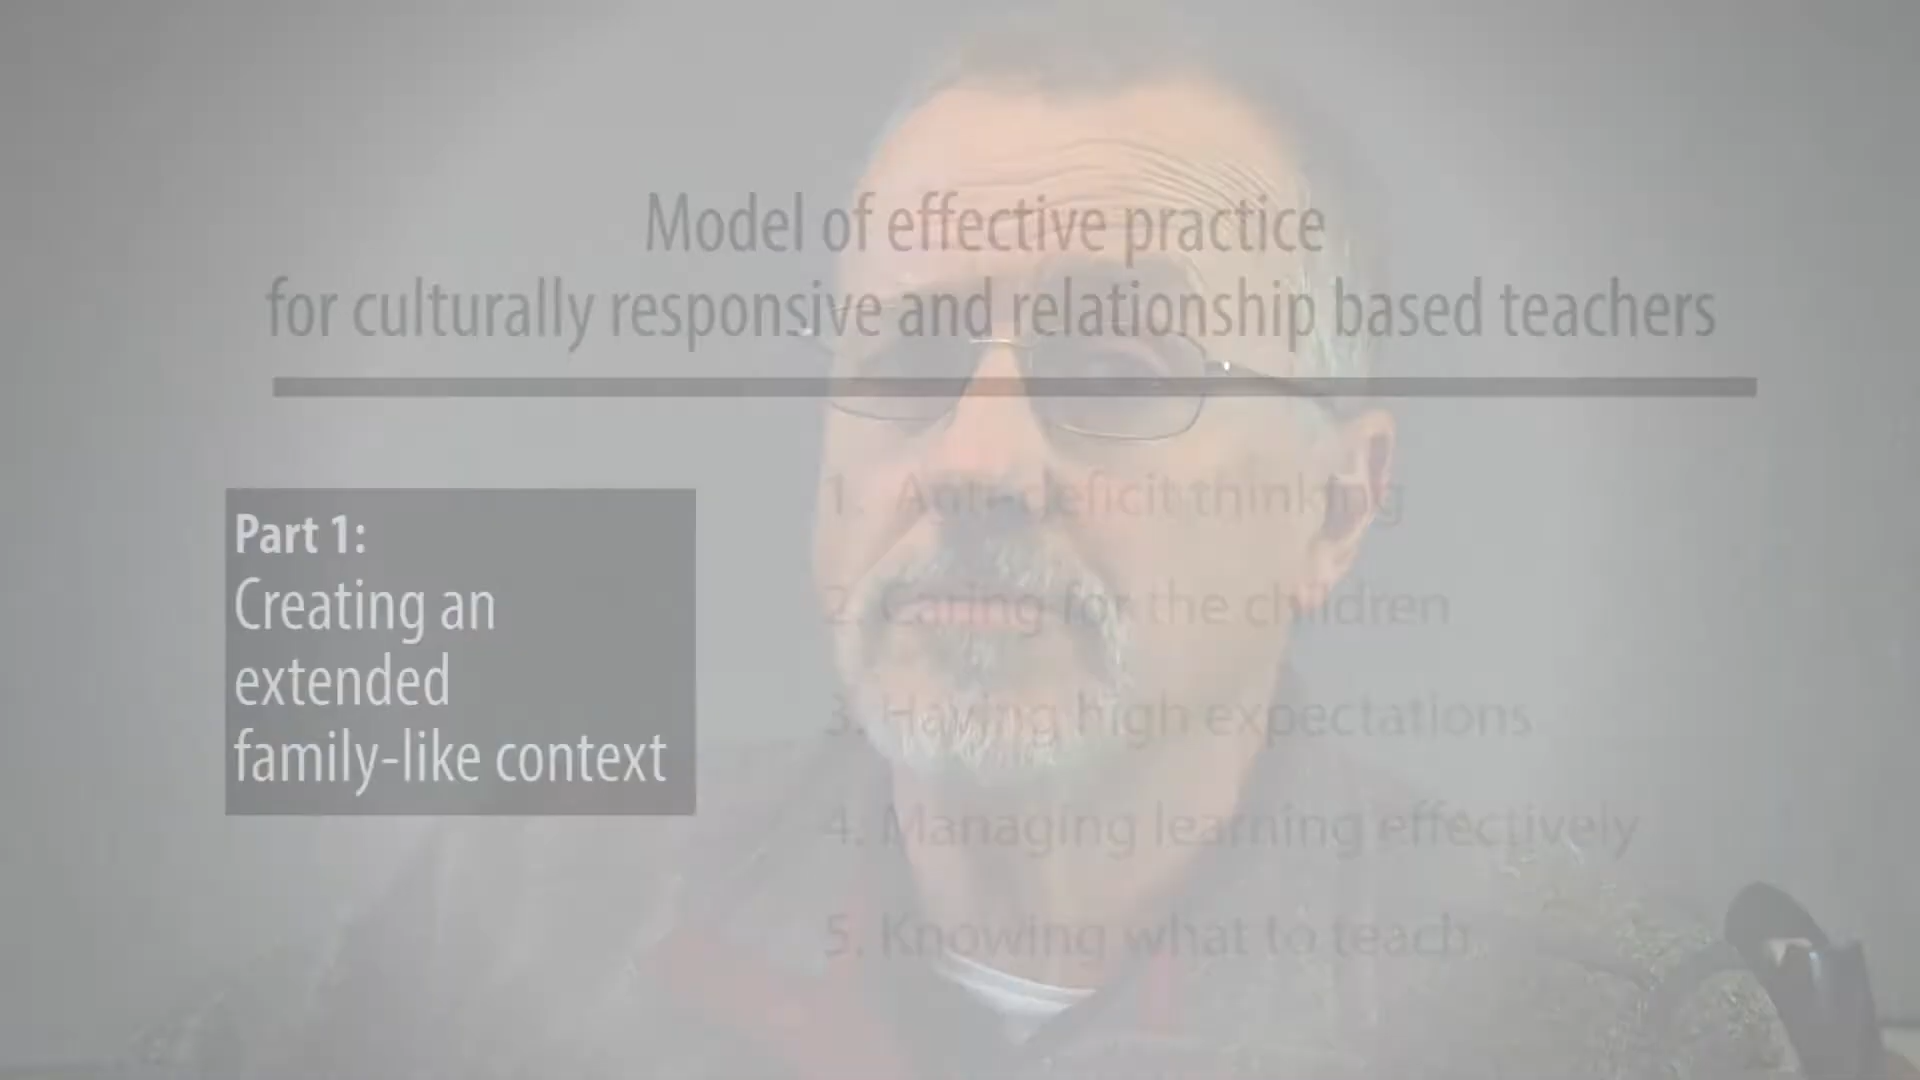 Model of effective practice
for culturally responsive and relationship based teachers
Part 1:
Creating an
extended
family-like context
1. Anti-deficit thinking
2. Caring for the children
3. Having high expectations
4. Managing learning effectively
5. Knowing what to teach